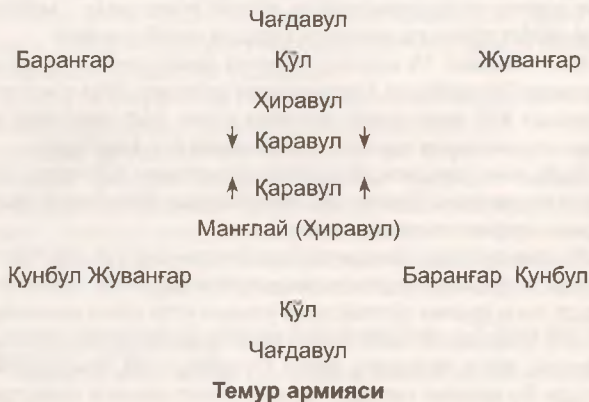 Чағдавул
Баранғар Қўл Жуванғар
Ҳиравул
Қаравул
Қаравул
Манғлай (Ҳиравул)
Қунбул Жуванғар Баранғар Қунбул
Қўл
Чағдавул
Темур армияси